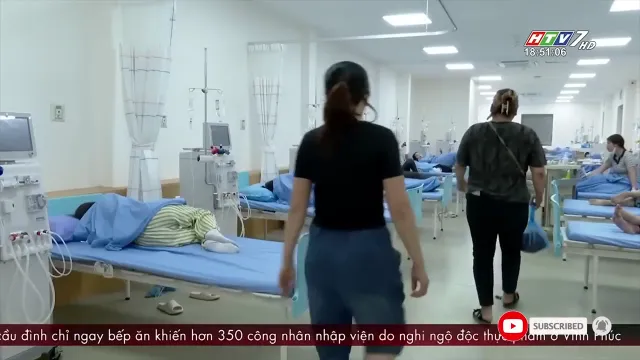 HTV7 HD
18:51:06
cầu đình chỉ ngay bếp ăn khiến hơn 350 công nhân nhập viện do nghi ngộ độc thực phẩm ở Vĩnh Phúc
SUBSCRIBED